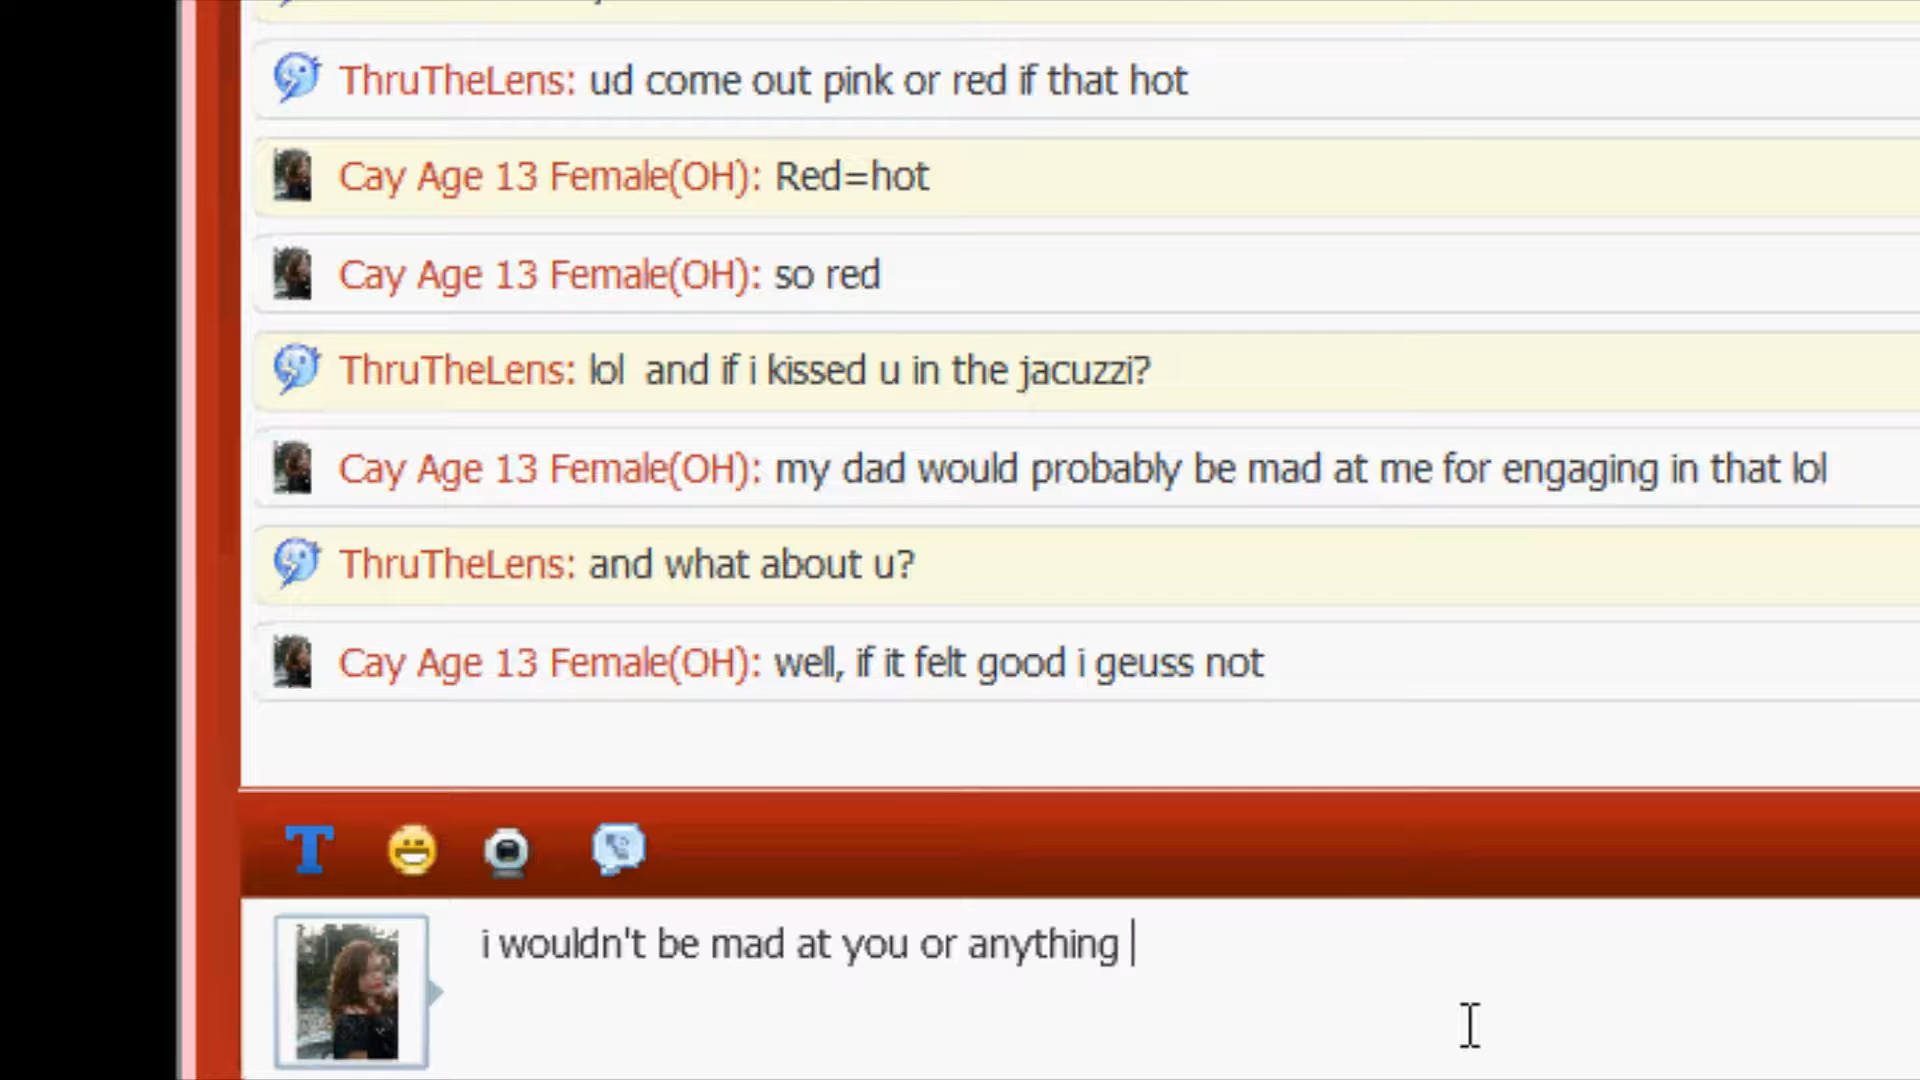 ThruTheLens: ud come out pink or red if that hot
Cay Age 13 Female(OH): Red=hot
Cay Age 13 Female(OH): so red
ThruTheLens: lol  and if i kissed u in the jacuzzi?
Cay Age 13 Female(OH): my dad would probably be mad at me for engaging in that lol
ThruTheLens: and what about u?
Cay Age 13 Female(OH): well, if it felt good i geuss not
T
i wouldn't be mad at you or anything